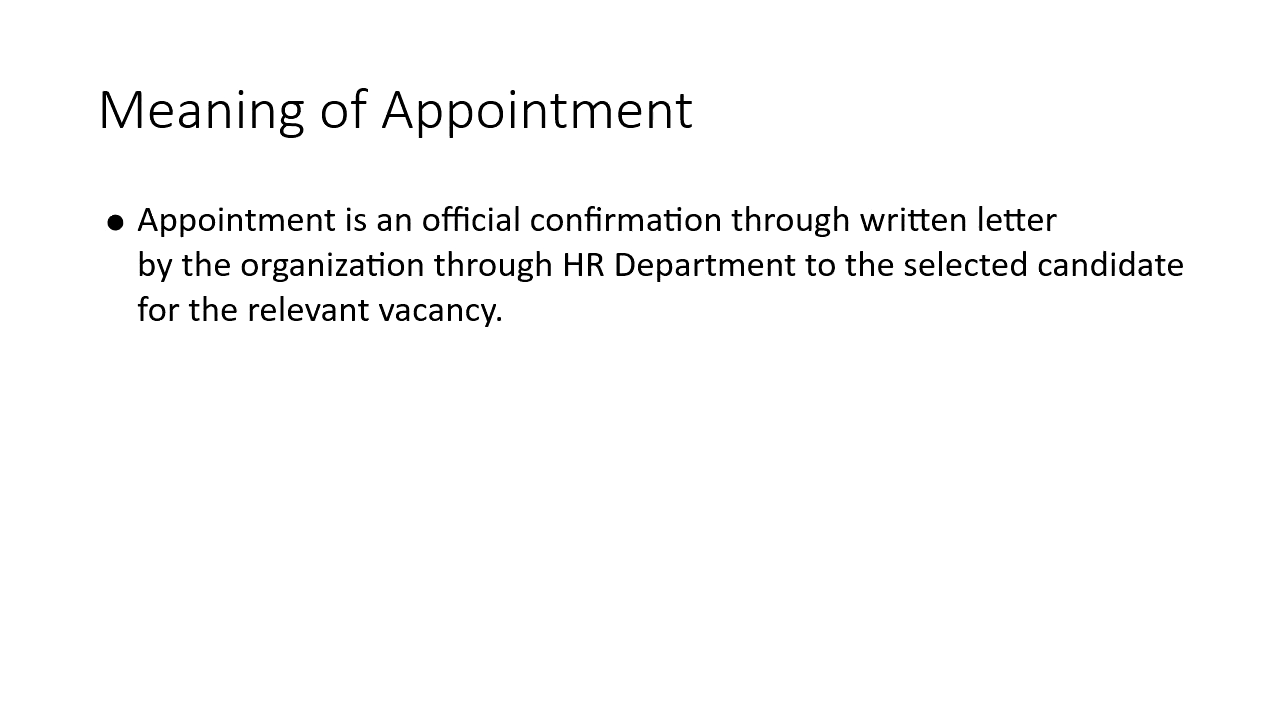 Meaning of Appointment
● Appointment is an official confirmation through written letter
by the organization through HR Department to the selected candidate
for the relevant vacancy.